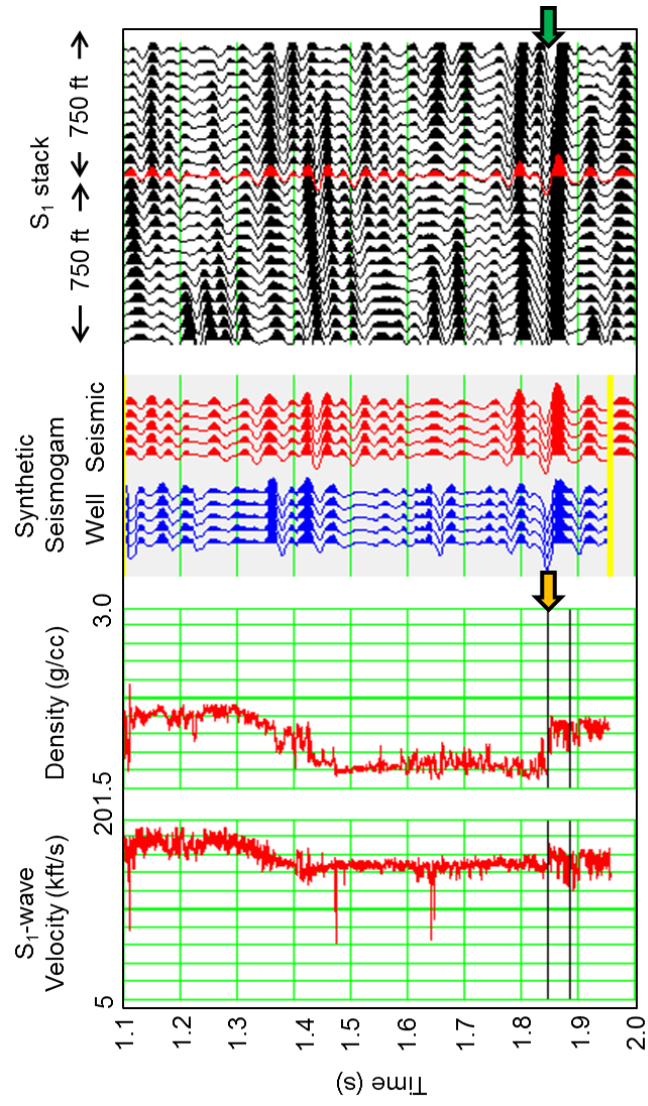 S₁-wave
Velocity (kft/s)
5
20
Density (g/cc)
1.5
3.0
Synthetic
Seismogam
Well
Seismic
S₁ stack
750 ft
750 ft
Time (s)
1.1
1.2
1.3
1.4
1.5
1.6
1.7
1.8
1.9
2.0